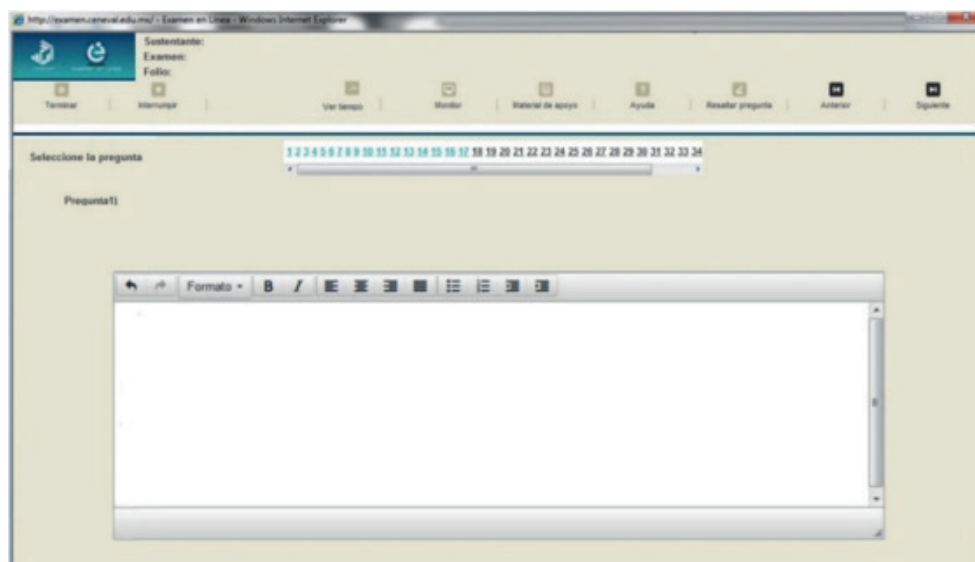 http://examen.ceneval.edu.mx/ - Examen en Línea - Windows Internet Explorer
Sustentante:
Examen:
Folio:
Terminar Interrumpir Ver tiempo Monitor Material de apoyo Ayuda Resaltar pregunta Anterior Siguiente
Seleccione la pregunta
1 2 3 4 5 6 7 8 9 10 11 12 13 14 15 16 17 18 19 20 21 22 23 24 25 26 27 28 29 30 31 32 33 34
Pregunta1)
Formato B I